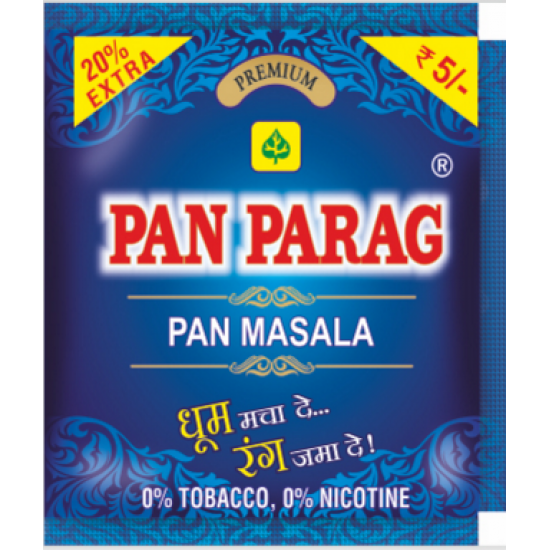 20%
EXTRA
PREMIUM
₹ 5/-
®
PAN PARAG
PAN MASALA
धूम मचा दे...
रंग जमा दे!
0% TOBACCO, 0% NICOTINE